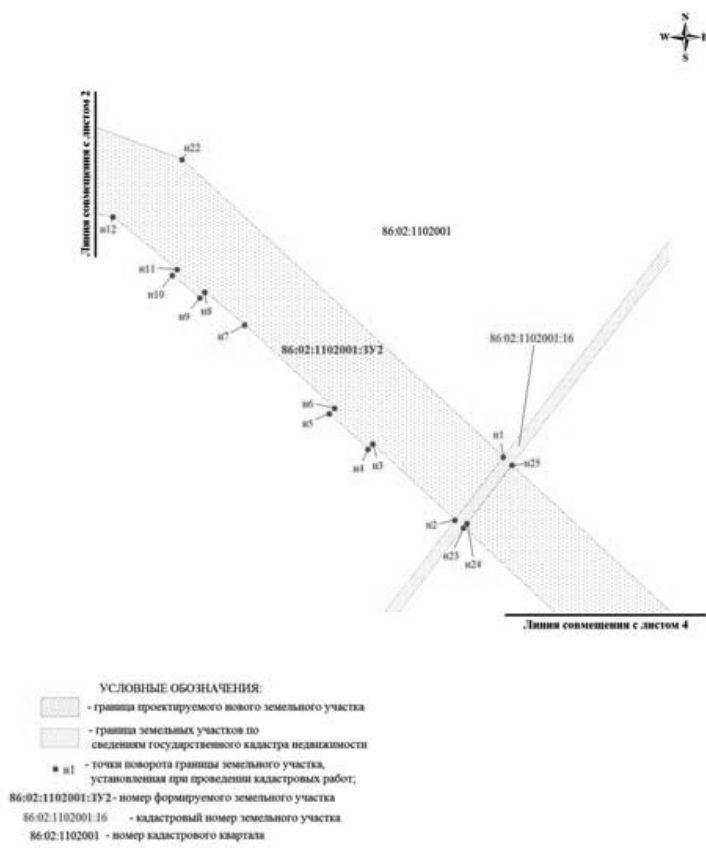 N
W E
S
Линия совмещения с листом 2
н22
н12
86:02:1102001
н11
н10
н9
н8
н7
86:02:1102001:ЗУ2
86:02:1102001:16
н6
н5
н4
н3
н1
н25
н2
н23
н24
Линия совмещения с листом 4
УСЛОВНЫЕ ОБОЗНАЧЕНИЯ:
- граница проектируемого нового земельного участка
- граница земельных участков по
сведениям государственного кадастра недвижимости
н1 - точки поворота границы земельного участка,
установленная при проведении кадастровых работ;
86:02:1102001:ЗУ2- номер формируемого земельного участка
86:02:1102001:16 - кадастровый номер земельного участка
86:02:1102001 - номер кадастрового квартала